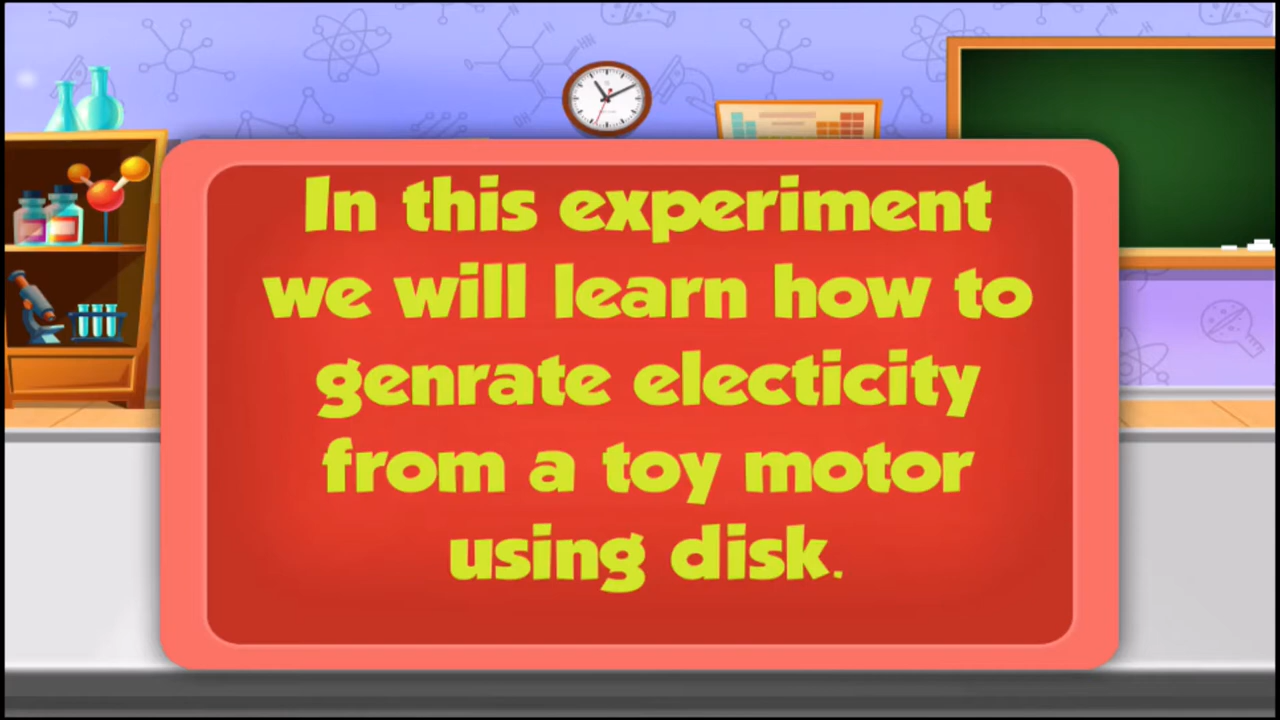 In this experiment
we will learn how to
genrate electicity
from a toy motor
using disk.